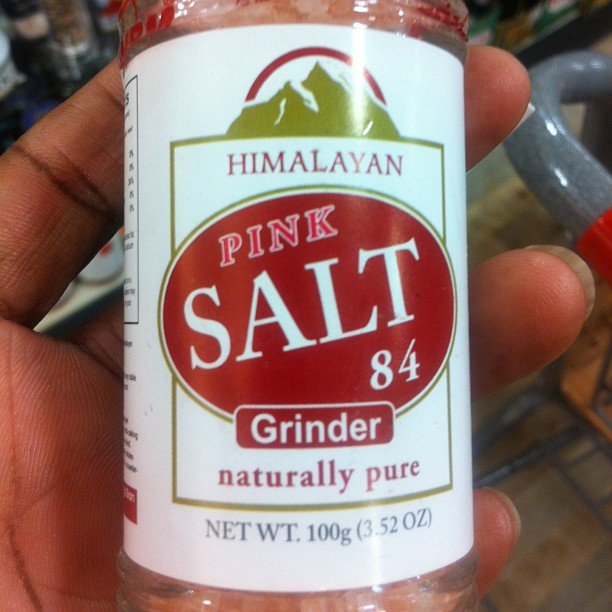 HIMALAYAN
PINK
SALT
84
Grinder
naturally pure
NET WT. 100g (3.52 OZ)